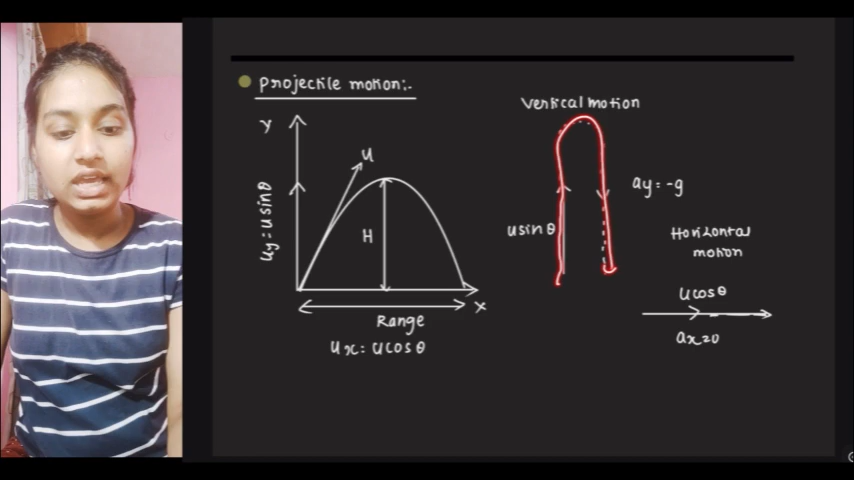 Projectile motion:-
Y
u
uy = usinθ
H
Range
X
ux = ucosθ
Vertical motion
usinθ
ay = -g
Horizontal
motion
ucosθ
ax=0